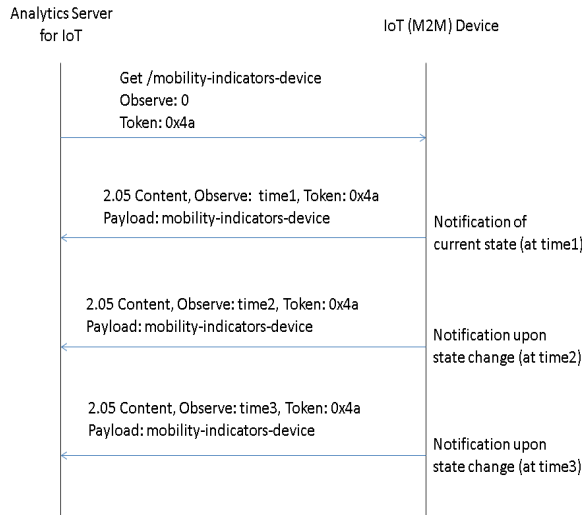 Analytics Server
for IoT
IoT (M2M) Device
Get /mobility-indicators-device
Observe: 0
Token: 0x4a
2.05 Content, Observe:  time1, Token: 0x4a
Payload: mobility-indicators-device
Notification of
current state (at time1)
2.05 Content, Observe: time2, Token: 0x4a
Payload: mobility-indicators-device
Notification upon
state change (at time2)
2.05 Content, Observe: time3, Token: 0x4a
Payload: mobility-indicators-device
Notification upon
state change (at time3)